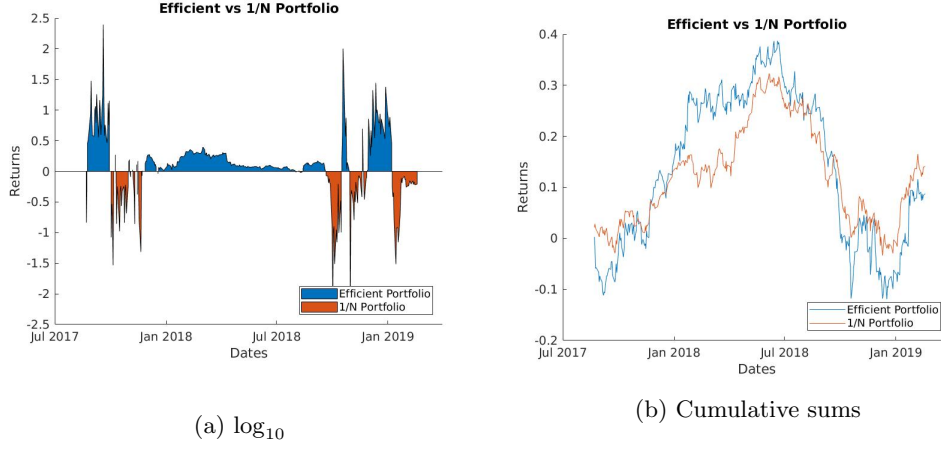 Efficient vs 1/N Portfolio
2.5
2
1.5
1
0.5
0
-0.5
-1
-1.5
-2
-2.5
Returns
Jul 2017
Jan 2018
Jul 2018
Jan 2019
Dates
Efficient Portfolio
1/N Portfolio
(a) log10
Efficient vs 1/N Portfolio
0.4
0.3
0.2
0.1
0
-0.1
-0.2
Returns
Jul 2017
Jan 2018
Jul 2018
Jan 2019
Dates
Efficient Portfolio
1/N Portfolio
(b) Cumulative sums